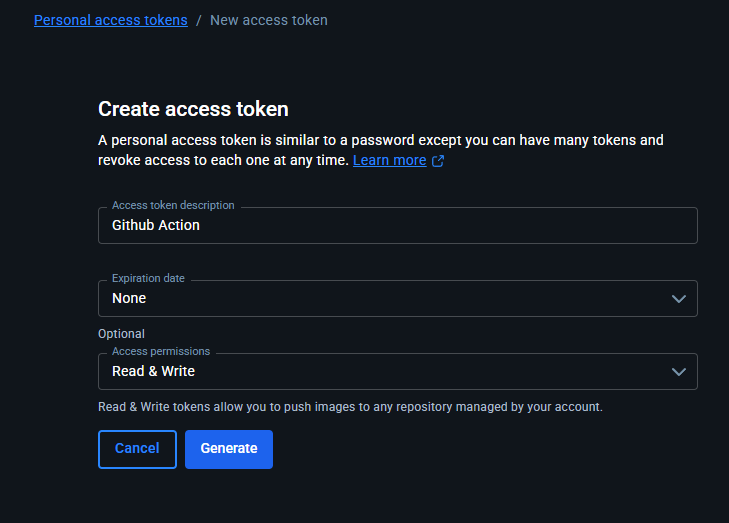 Personal access tokens / New access token
Create access token
A personal access token is similar to a password except you can have many tokens and
revoke access to each one at any time. Learn more
Access token description
Github Action
Expiration date
None
Optional
Access permissions
Read & Write
Read & Write tokens allow you to push images to any repository managed by your account.
Cancel Generate